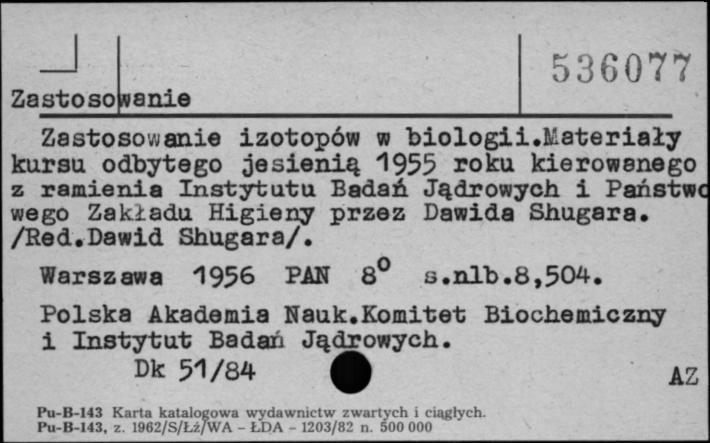 536077
Zastosowanie
Zastosowanie izotopów w biologii.Materiały
kursu odbytego jesienią 1955 roku kierowanego
z ramienia Instytutu Badań Jądrowych i Państwo
wego Zakładu Higieny przez Dawida Shugara.
/Red.Dawid Shugara/.
Warszawa 1956 PAN 8° s.nlb.8,504.
Polska Akademia Nauk.Komitet Biochemiczny
i Instytut Badań Jądrowych.
Dk 51/84
AZ
Pu-B-143 Karta katalogowa wydawnictw zwartych i ciągłych.
Pu-B-143, z. 1962/S/Łź/WA - ŁDA - 1203/82 n. 500 000